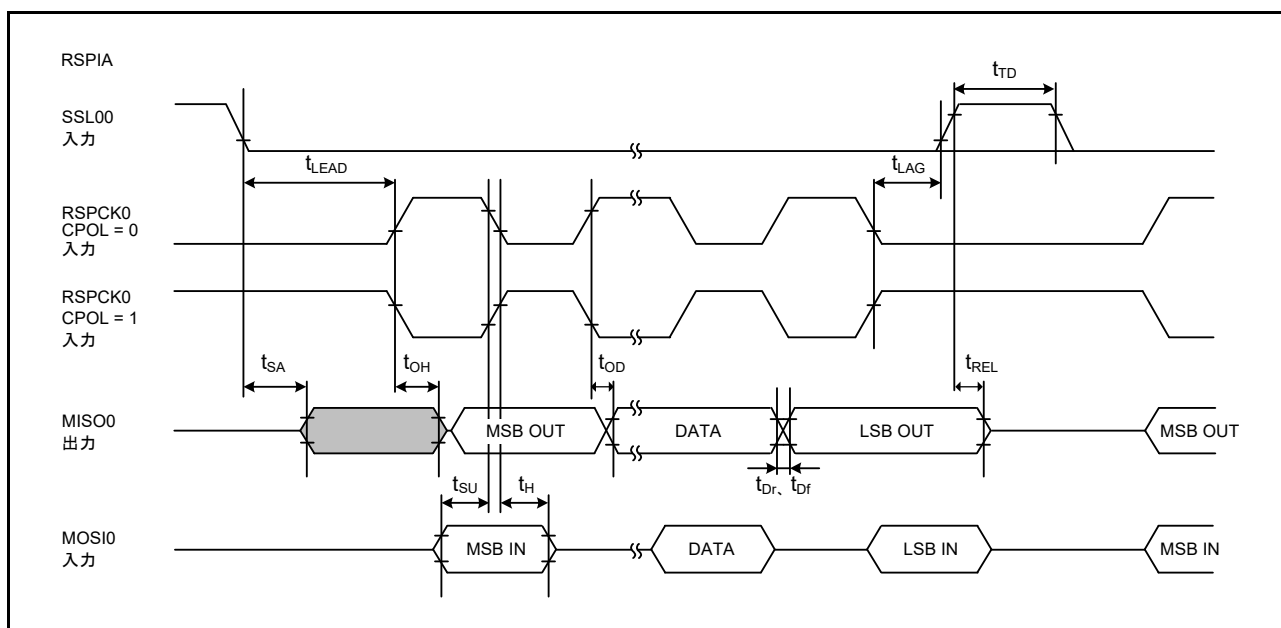 RSPIA
tTD
SSL00
入力
tLEAD
tLAG
RSPCK0
CPOL = 0
入力
RSPCK0
CPOL = 1
入力
tSA
tOH
tOD
tREL
MISO0
出力
MSB OUT
DATA
LSB OUT
MSB OUT
tSU
tH
tDr、tDf
MOSI0
入力
MSB IN
DATA
LSB IN
MSB IN